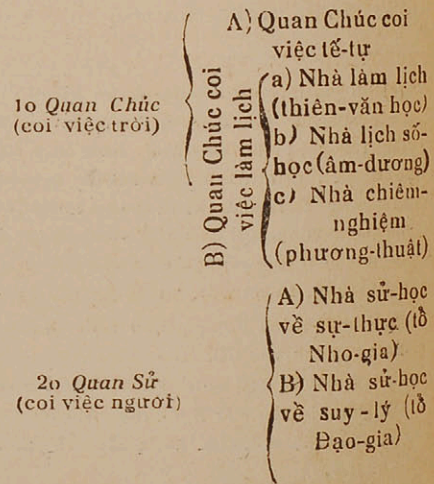 1o Quan Chúc
(coi việc trời)
A) Quan Chúc coi
việc tế-tự
B) Quan Chúc coi
việc làm lịch
a) Nhà làm lịch
(thiên-văn học)
b) Nhà lịch số-
học (âm-dương)
c) Nhà chiêm-
nghiệm
(phương-thuật)
2o Quan Sử
(coi việc người)
A) Nhà sử-học
về sự-thực (tổ
Nho-gia)
B) Nhà sử-học
về suy-lý (tổ
Đạo-gia)